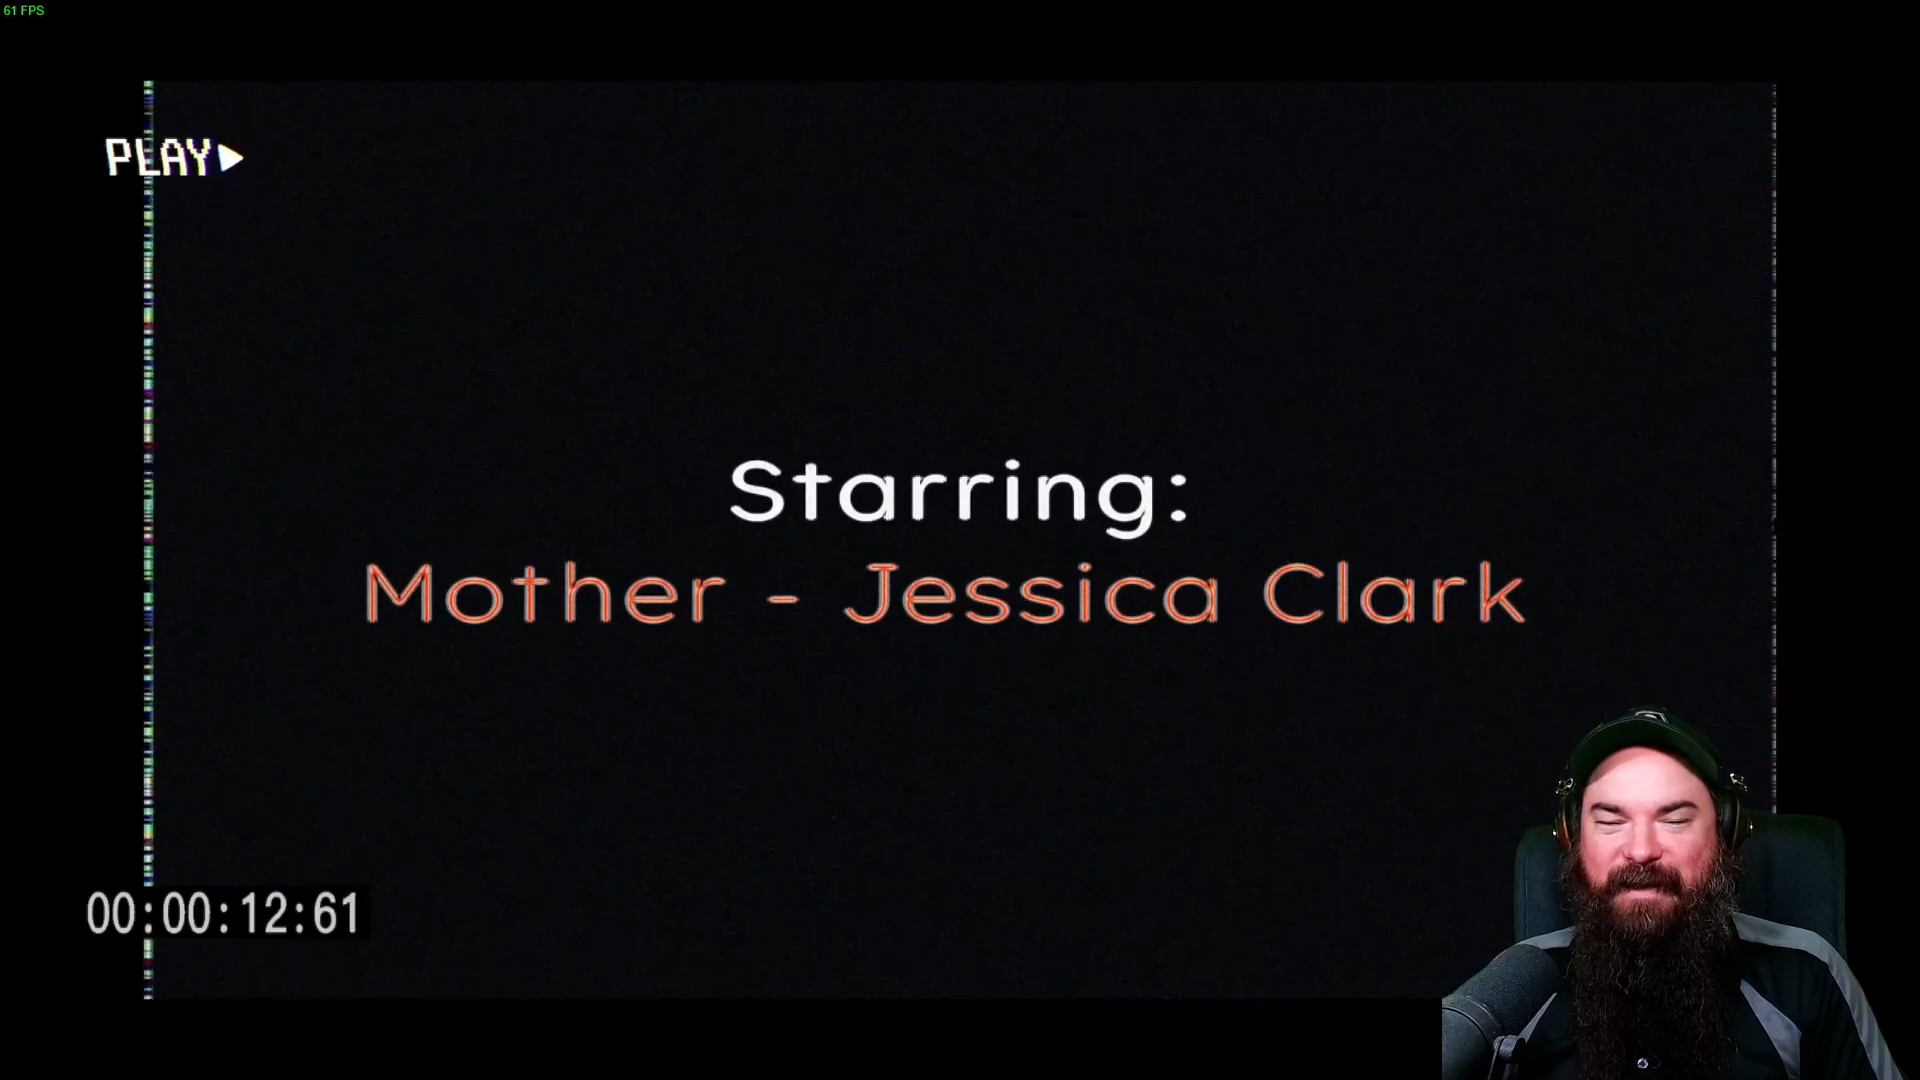 61 FPS
PLAY
Starring:
Mother - Jessica Clark
00:00:12:61